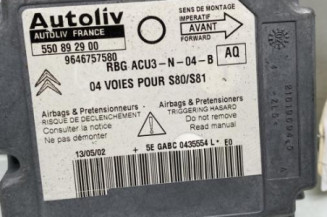 Autoliv
AUTOLIV FRANCE
550 89 29 00
9646757580
SENS DE MONTAGE
IMPERATIF
AVANT
FORWARD
RBG ACU3-N-04-B
AQ
04 VOIES POUR S80/S81
Airbags & Pretensionneurs
RISQUE DE DECLENCHEMENT
Consulter la notice
Ne pas démonter
Airbags & Pretensioners
TRIGGERING HAZARD
Do not remove
Read manual
13/05/02
* 5E GABC 0435554 L* E0